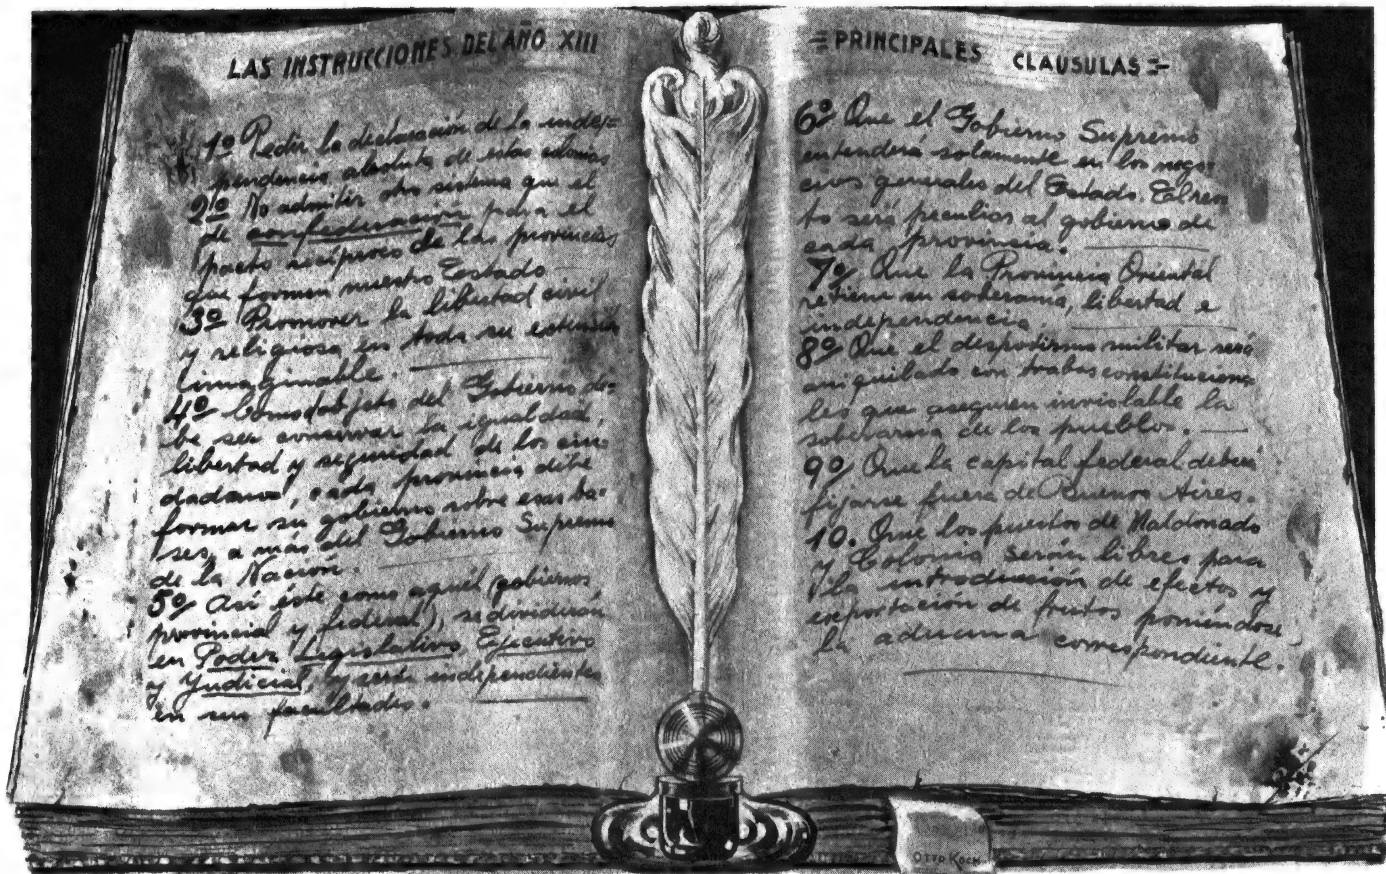 LAS INSTRUCCIONES DEL AÑO XIII
1º Pedir la declaración de la inde=
pendencia absoluta de estas colonias
2º No admitir otro sistema que el
de confederación para el
pacto recíproco de las provincias
que formen nuestro Estado
3º Promover la libertad civil
y religiosa en toda su extensión
imaginable.
4º Como objeto del Gobierno de=
be ser conservar la igualdad,
libertad y seguridad de los ciu=
dadanos, cada provincia debe
formar su gobierno sobre esas ba=
ses, a más del Gobierno Supremo
de la Nación.
5º Así éste como aquél (gobiernos
provincial y federal), se dividirán
en Poder Legislativo Ejecutivo
y Judicial, y serán independientes
en sus facultades.
=PRINCIPALES CLAUSULAS=
6º Que el Gobierno Supremo
entenderá solamente en los nego=
cios generales del Estado. El res
to será peculiar al gobierno de
cada provincia.
7º Que la Provincia Oriental
retiene su soberanía, libertad e
independencia.
8º Que el despotismo militar será
aniquilado con trabas constituciona=
les que aseguren inviolable la
soberanía de los pueblos.
9º Que la capital federal deberá
fijarse fuera de Buenos Aires.
10. Que los puertos de Maldonado
y Colonia serán libres para
la introducción de efectos y
exportación de frutos poniéndose
la aduana correspondiente.
OTTO KOCH